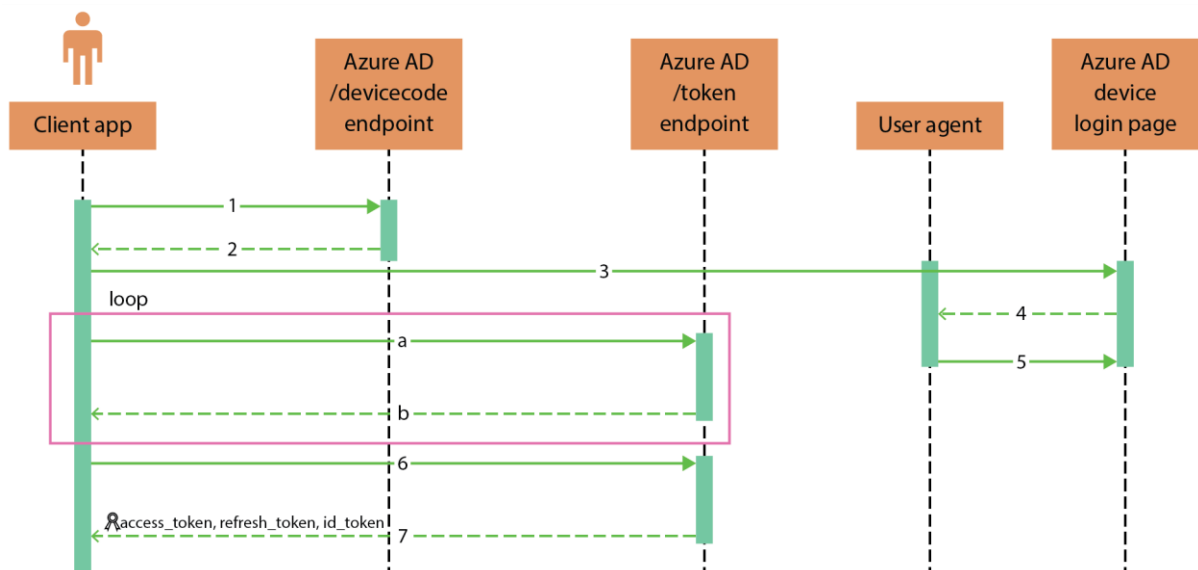 Client app
Azure AD
/devicecode
endpoint
Azure AD
/token
endpoint
User agent
Azure AD
device
login page
1
2
3
loop
4
a
5
b
6
access_token, refresh_token, id_token
7